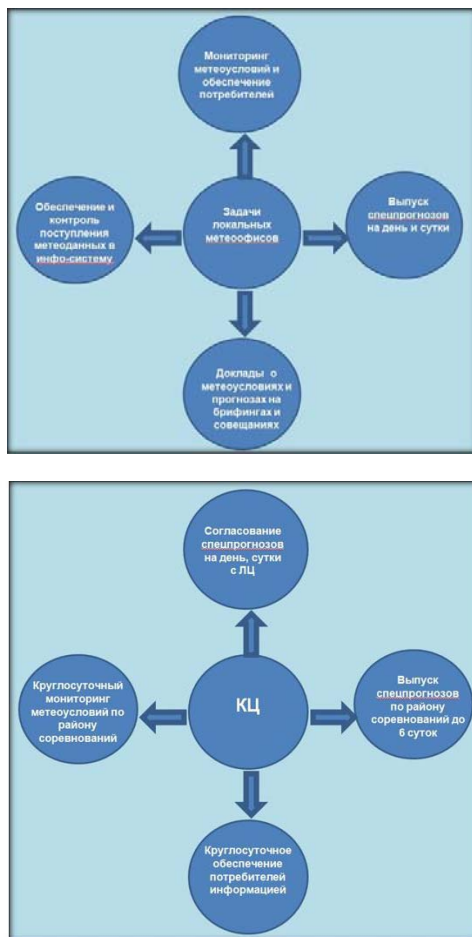 Мониторинг
метеоусловий и
обеспечение
потребителей
Обеспечение и
контроль
поступления
метеоданных в
инфо-систему
Задачи
локальных
метеоофисов
Выпуск
спецпрогнозов
на день и сутки
Доклады о
метеоусловиях и
прогнозах на
брифингах и
совещаниях
Согласование
спецпрогнозов
на день, сутки
с ЛЦ
Круглосуточный
мониторинг
метеоусловий по
району
соревнований
КЦ
Выпуск
спецпрогнозов
по району
соревнований до
6 суток
Круглосуточное
обеспечение
потребителей
информацией